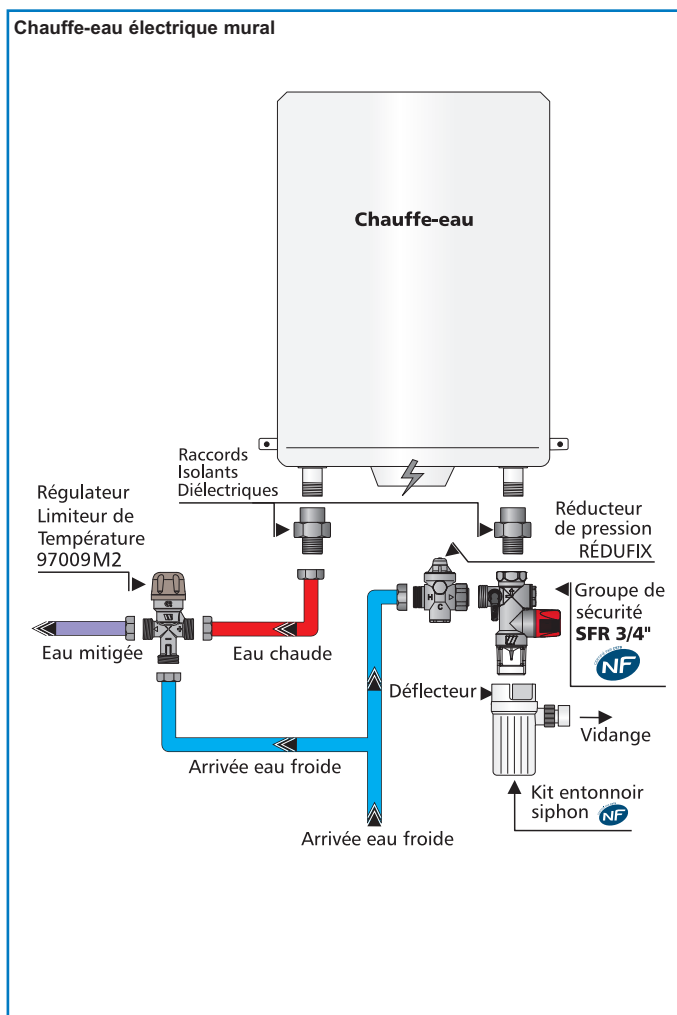 Chauffe-eau électrique mural
Chauffe-eau
Raccords
Isolants
Diélectriques
Régulateur
Limiteur de
Température
97009M2
Réducteur
de pression
RÉDUFIX
Groupe de
sécurité
SFR 3/4"
NF
Eau mitigée
Eau chaude
Déflecteur
Vidange
Arrivée eau froide
Kit entonnoir
siphon NF
Arrivée eau froide
H
C